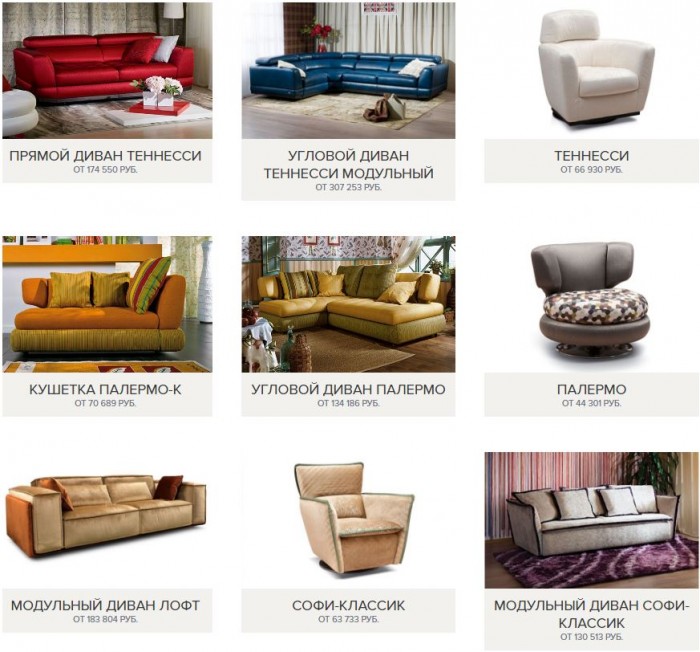 ПРЯМОЙ ДИВАН ТЕННЕССИ
ОТ 174 550 РУБ.
УГЛОВОЙ ДИВАН
ТЕННЕССИ МОДУЛЬНЫЙ
ОТ 307 253 РУБ.
ТЕННЕССИ
ОТ 66 930 РУБ.
КУШЕТКА ПАЛЕРМО-К
ОТ 70 689 РУБ.
УГЛОВОЙ ДИВАН ПАЛЕРМО
ОТ 134 186 РУБ.
ПАЛЕРМО
ОТ 44 301 РУБ.
МОДУЛЬНЫЙ ДИВАН ЛОФТ
ОТ 183 804 РУБ.
СОФИ-КЛАССИК
ОТ 63 733 РУБ.
МОДУЛЬНЫЙ ДИВАН СОФИ-
КЛАССИК
ОТ 130 513 РУБ.